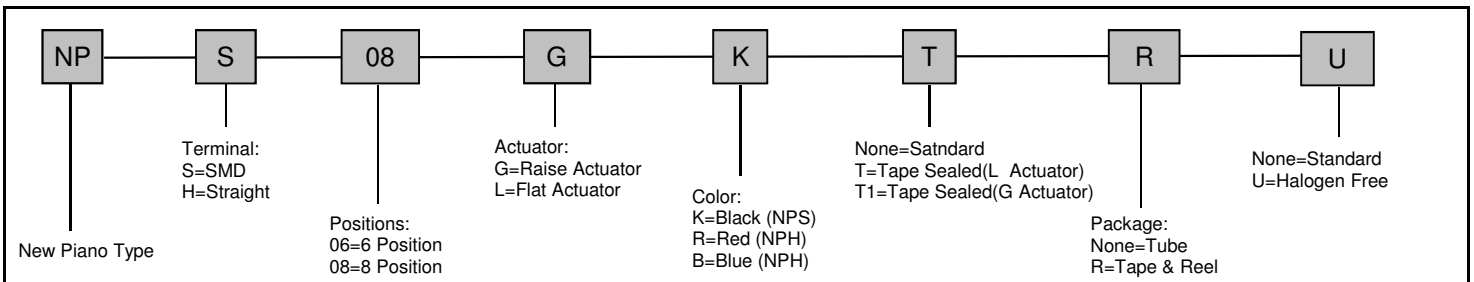 NP S 08 G K T R U
New Piano Type
Terminal:
S=SMD
H=Straight
Positions:
06=6 Position
08=8 Position
Actuator:
G=Raise Actuator
L=Flat Actuator
Color:
K=Black (NPS)
R=Red (NPH)
B=Blue (NPH)
None=Satndard
T=Tape Sealed(L Actuator)
T1=Tape Sealed(G Actuator)
Package:
None=Tube
R=Tape & Reel
None=Standard
U=Halogen Free